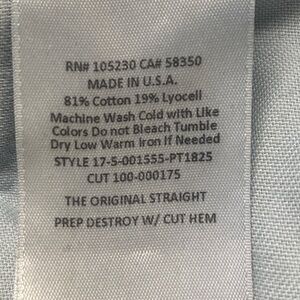 RN# 105230 CA# 58350
MADE IN U.S.A.
81% Cotton 19% Lyocell
Machine Wash Cold with Like
Colors Do not Bleach Tumble
Dry Low Warm Iron If Needed
STYLE 17-5-001555-PT1825
CUT 100-000175
THE ORIGINAL STRAIGHT
PREP DESTROY W/ CUT HEM